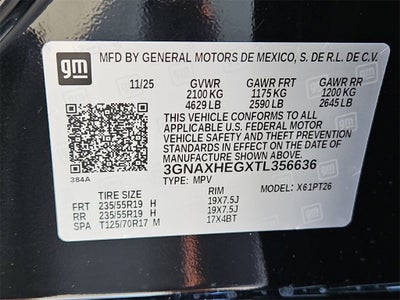 gm
MFD BY GENERAL MOTORS DE MEXICO, S. DE R.L. DE C.V.
11/25 GVWR GAWR FRT GAWR RR
2100 KG 1175 KG 1200 KG
4629 LB 2590 LB 2645 LB
THIS VEHICLE CONFORMS TO ALL
APPLICABLE U.S. FEDERAL MOTOR
VEHICLE SAFETY AND THEFT PREVENTION
STANDARDS IN EFFECT ON THE DATE OF
MANUFACTURE SHOWN ABOVE.
3GNAXHEGXTL356636
384A TYPE: MPV MODEL: X61PT26
TIRE SIZE RIM
FRT 235/55R19 H 19X7.5J
RR 235/55R19 H 19X7.5J
SPA T125/70R17 M 17X4BT